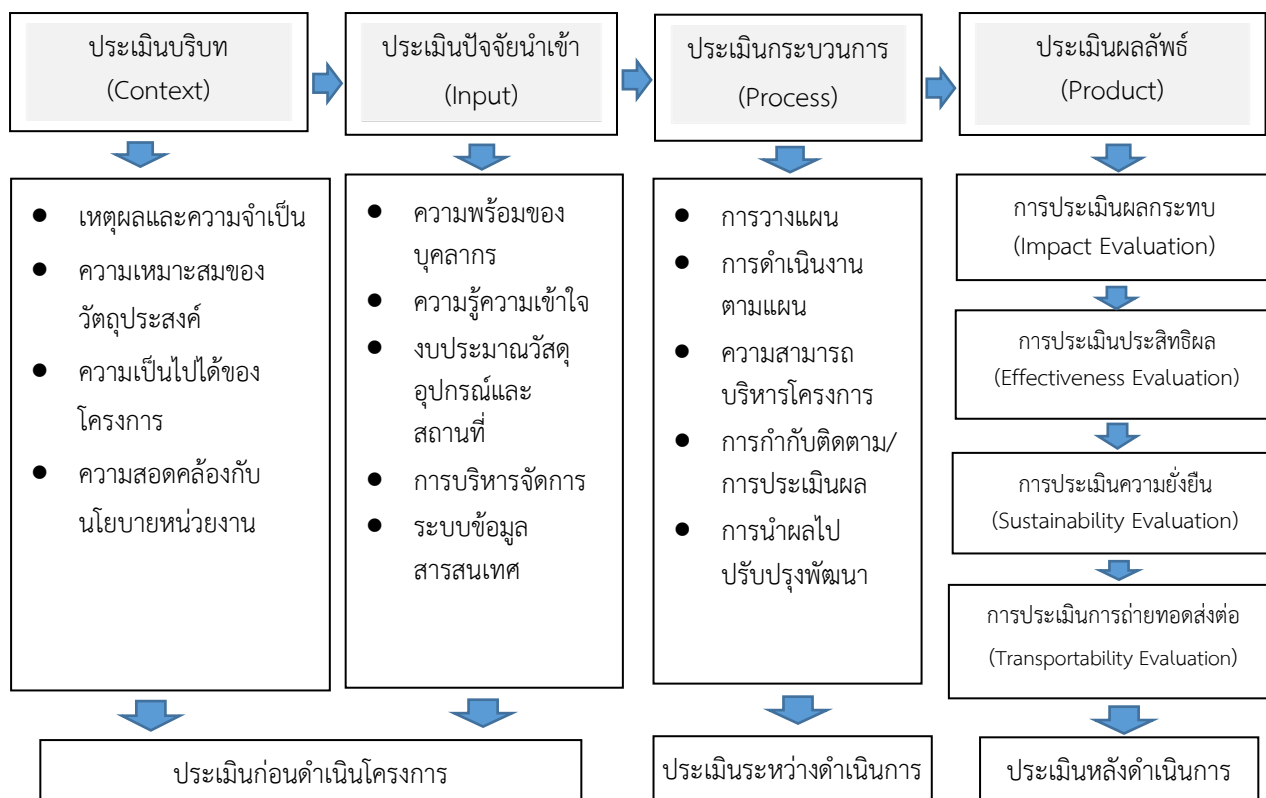 ประเมินบริบท
(Context)
ประเมินปัจจัยนำเข้า
(Input)
ประเมินกระบวนการ
(Process)
ประเมินผลลัพธ์
(Product)
● เหตุผลและความจำเป็น
● ความเหมาะสมของ
วัตถุประสงค์
● ความเป็นไปได้ของ
โครงการ
● ความสอดคล้องกับ
นโยบายหน่วยงาน
● ความพร้อมของ
บุคลากร
● ความรู้ความเข้าใจ
● งบประมาณวัสดุ
อุปกรณ์และ
สถานที่
● การบริหารจัดการ
● ระบบข้อมูล
สารสนเทศ
● การวางแผน
● การดำเนินงาน
ตามแผน
● ความสามารถ
บริหารโครงการ
● การกำกับติดตาม/
การประเมินผล
● การนำผลไป
ปรับปรุงพัฒนา
การประเมินผลกระทบ
(Impact Evaluation)
การประเมินประสิทธิผล
(Effectiveness Evaluation)
การประเมินความยั่งยืน
(Sustainability Evaluation)
การประเมินการถ่ายทอดส่งต่อ
(Transportability Evaluation)
ประเมินก่อนดำเนินโครงการ
ประเมินระหว่างดำเนินการ
ประเมินหลังดำเนินการ